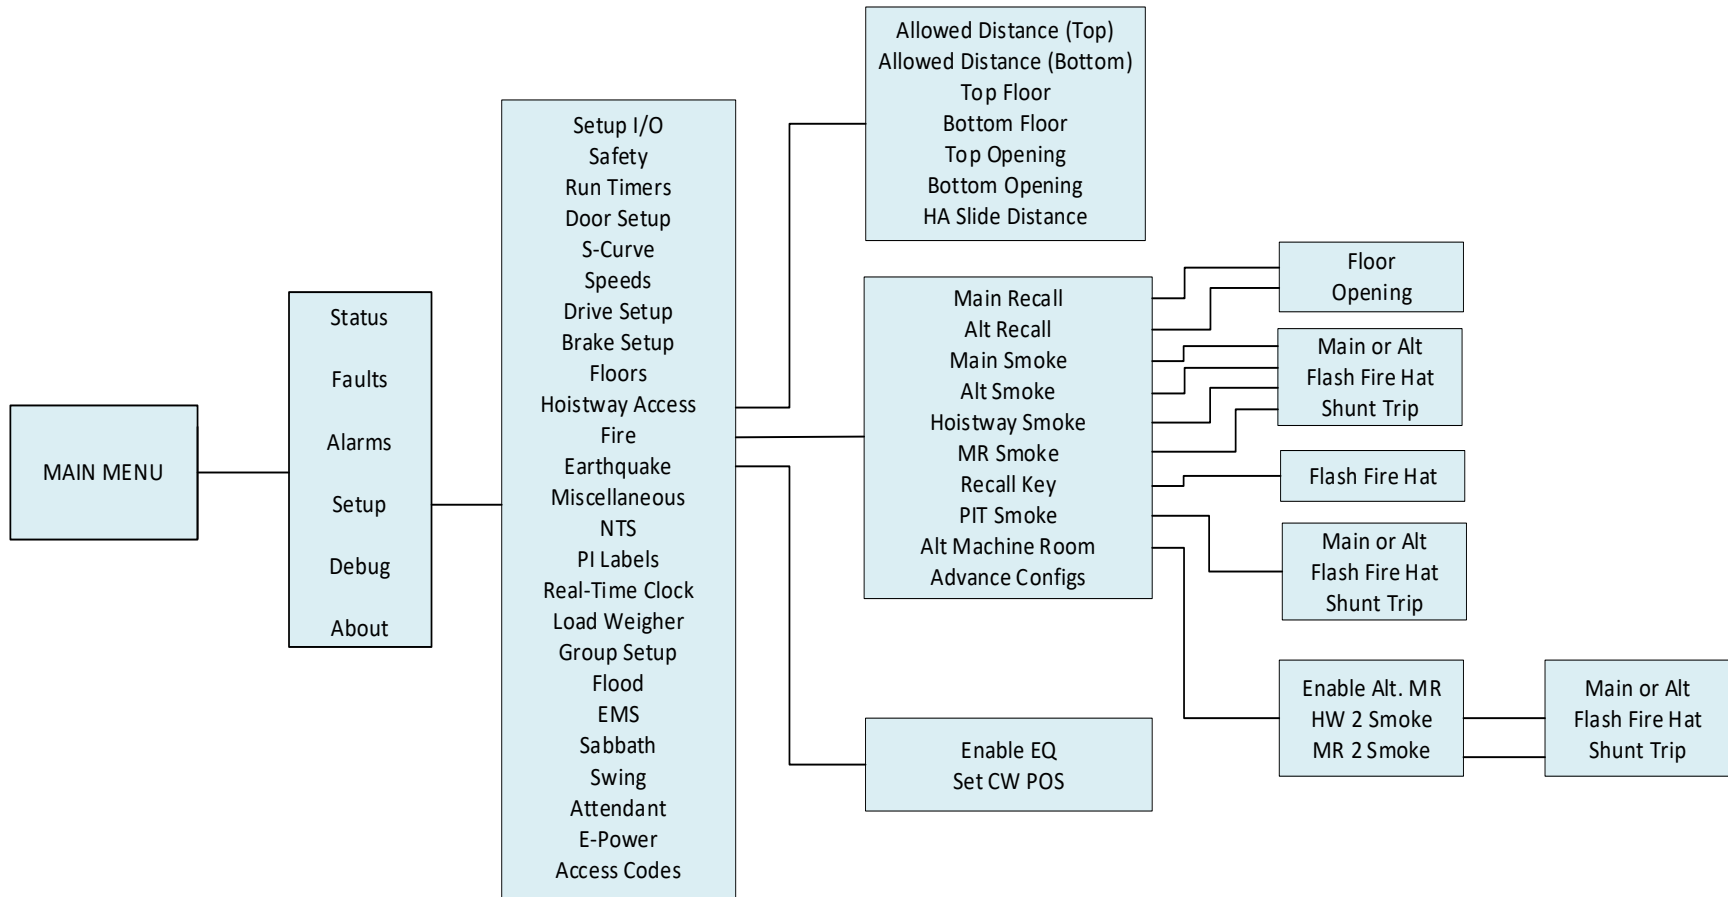 MAIN MENU
Status
Faults
Alarms
Setup
Debug
About
Setup I/O
Safety
Run Timers
Door Setup
S-Curve
Speeds
Drive Setup
Brake Setup
Floors
Hoistway Access
Fire
Earthquake
Miscellaneous
NTS
PI Labels
Real-Time Clock
Load Weigher
Group Setup
Flood
EMS
Sabbath
Swing
Attendant
E-Power
Access Codes
Allowed Distance (Top)
Allowed Distance (Bottom)
Top Floor
Bottom Floor
Top Opening
Bottom Opening
HA Slide Distance
Main Recall
Alt Recall
Main Smoke
Alt Smoke
Hoistway Smoke
MR Smoke
Recall Key
PIT Smoke
Alt Machine Room
Advance Configs
Enable EQ
Set CW POS
Floor
Opening
Main or Alt
Flash Fire Hat
Shunt Trip
Flash Fire Hat
Main or Alt
Flash Fire Hat
Shunt Trip
Enable Alt. MR
HW 2 Smoke
MR 2 Smoke
Main or Alt
Flash Fire Hat
Shunt Trip